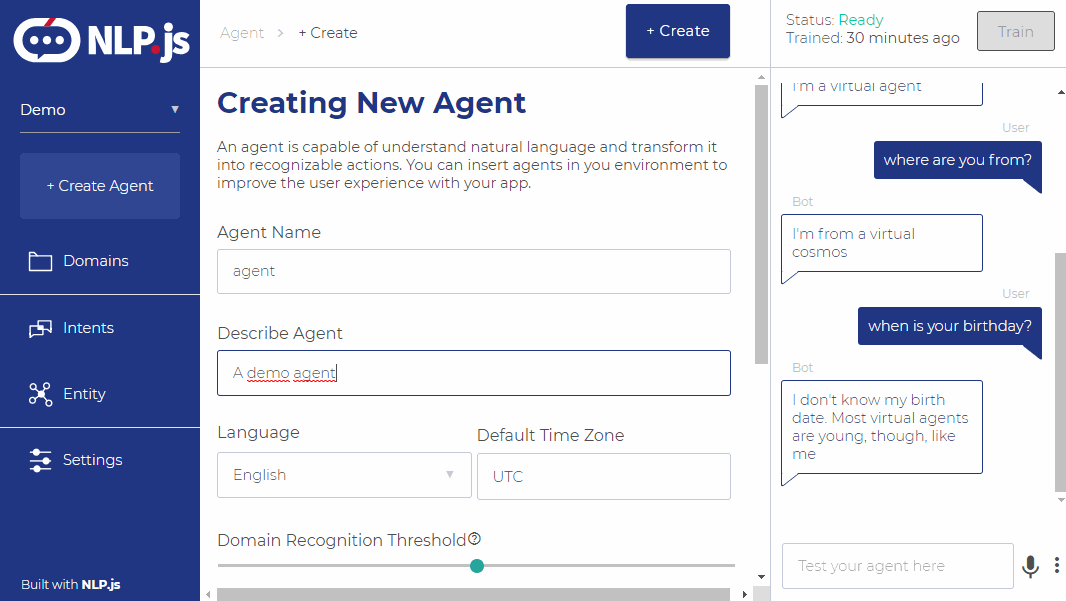 NLP.js
Demo
+ Create Agent
Domains
Intents
Entity
Settings
Built with NLP.js
Agent > + Create
+ Create
Creating New Agent
An agent is capable of understand natural language and transform it
into recognizable actions. You can insert agents in you environment to
improve the user experience with your app.
Agent Name
agent
Describe Agent
A demo agent
Language
English
Default Time Zone
UTC
Domain Recognition Threshold
Status: Ready
Trained: 30 minutes ago
Train
I'm a virtual agent
User
where are you from?
Bot
I'm from a virtual
cosmos
User
when is your birthday?
Bot
I don't know my birth
date. Most virtual agents
are young, though, like
me
Test your agent here